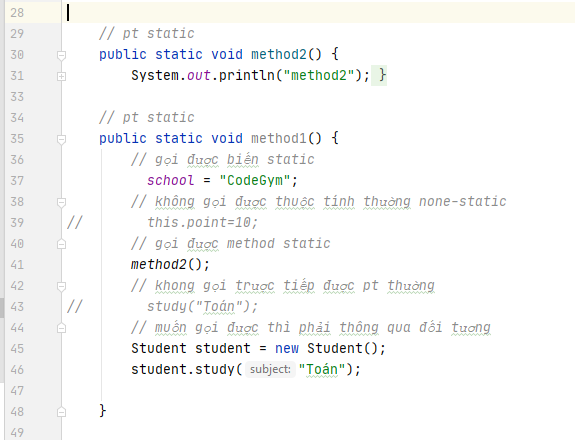 28
29 // pt static
30 public static void method2() {
31 System.out.println("method2"); }
33
34 // pt static
35 public static void method1() {
36 // gọi được biến static
37 school = "CodeGym";
38 // không gọi được thuộc tính thường none-static
39 // this.point=10;
40 // gọi được method static
41 method2();
42 // khong gọi trược tiếp được pt thường
43 // study("Toán");
44 // muốn gọi được thì phải thông qua đối tương
45 Student student = new Student();
46 student.study( subject: "Toán");
47
48 }
49